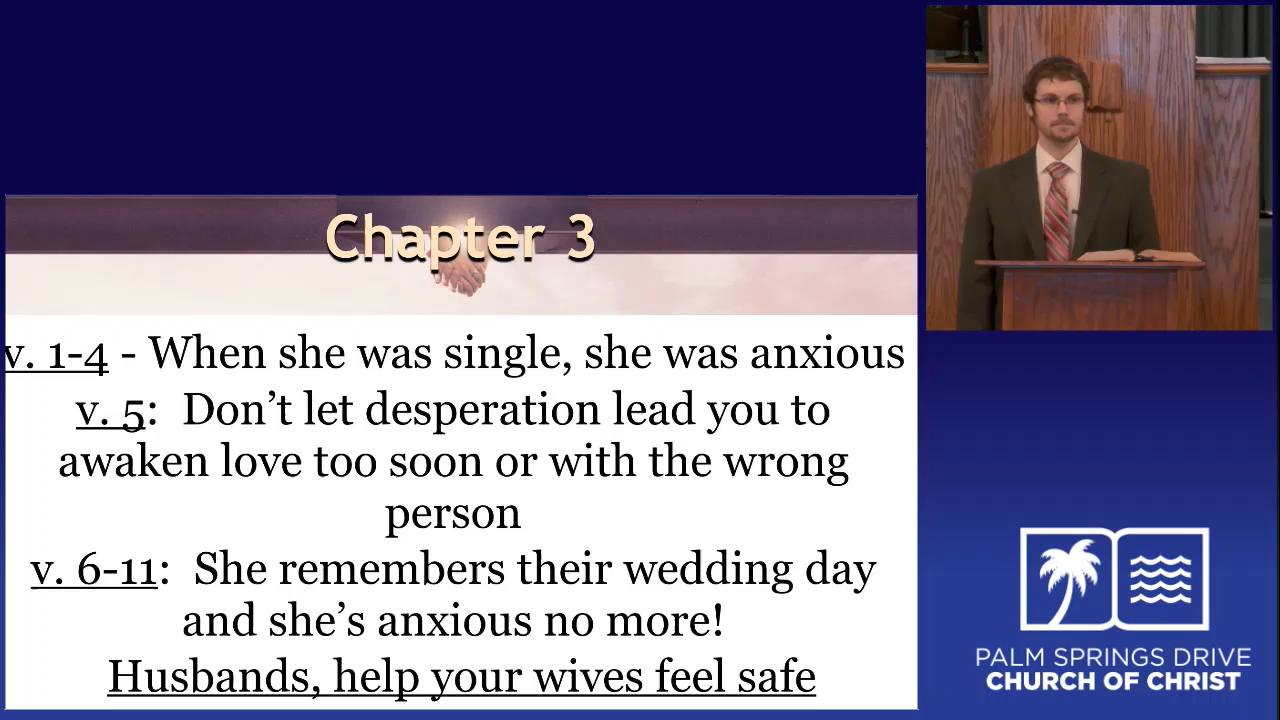 Chapter 3
v. 1-4 - When she was single, she was anxious
v. 5:  Don’t let desperation lead you to
awaken love too soon or with the wrong
person
v. 6-11:  She remembers their wedding day
and she’s anxious no more!
Husbands, help your wives feel safe
PALM SPRINGS DRIVE
CHURCH OF CHRIST